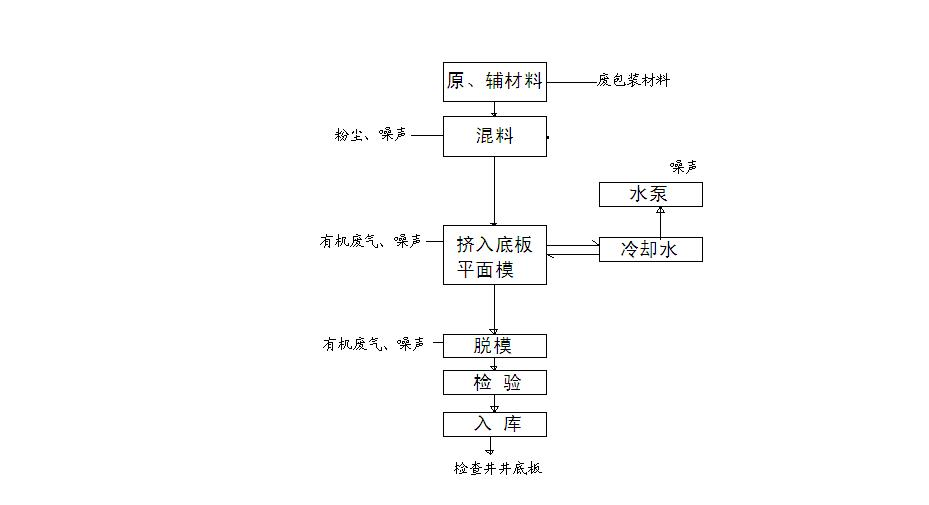 原、辅材料
废包装材料
粉尘、噪声
混料
噪声
水泵
有机废气、噪声
挤入底板
平面模
冷却水
有机废气、噪声
脱模
检 验
入 库
检查井井底板